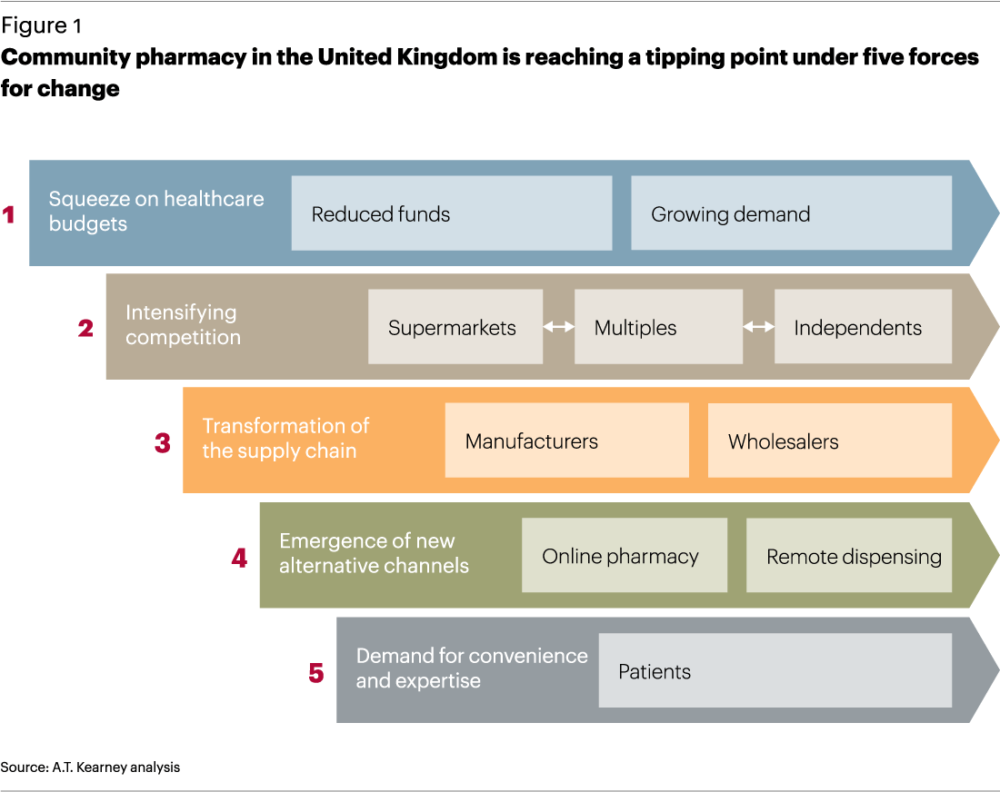 Figure 1
Community pharmacy in the United Kingdom is reaching a tipping point under five forces
for change
1
Squeeze on healthcare
budgets
Reduced funds
Growing demand
2
Intensifying
competition
Supermarkets
Multiples
Independents
3
Transformation of
the supply chain
Manufacturers
Wholesalers
4
Emergence of new
alternative channels
Online pharmacy
Remote dispensing
5
Demand for convenience
and expertise
Patients
Source: A.T. Kearney analysis